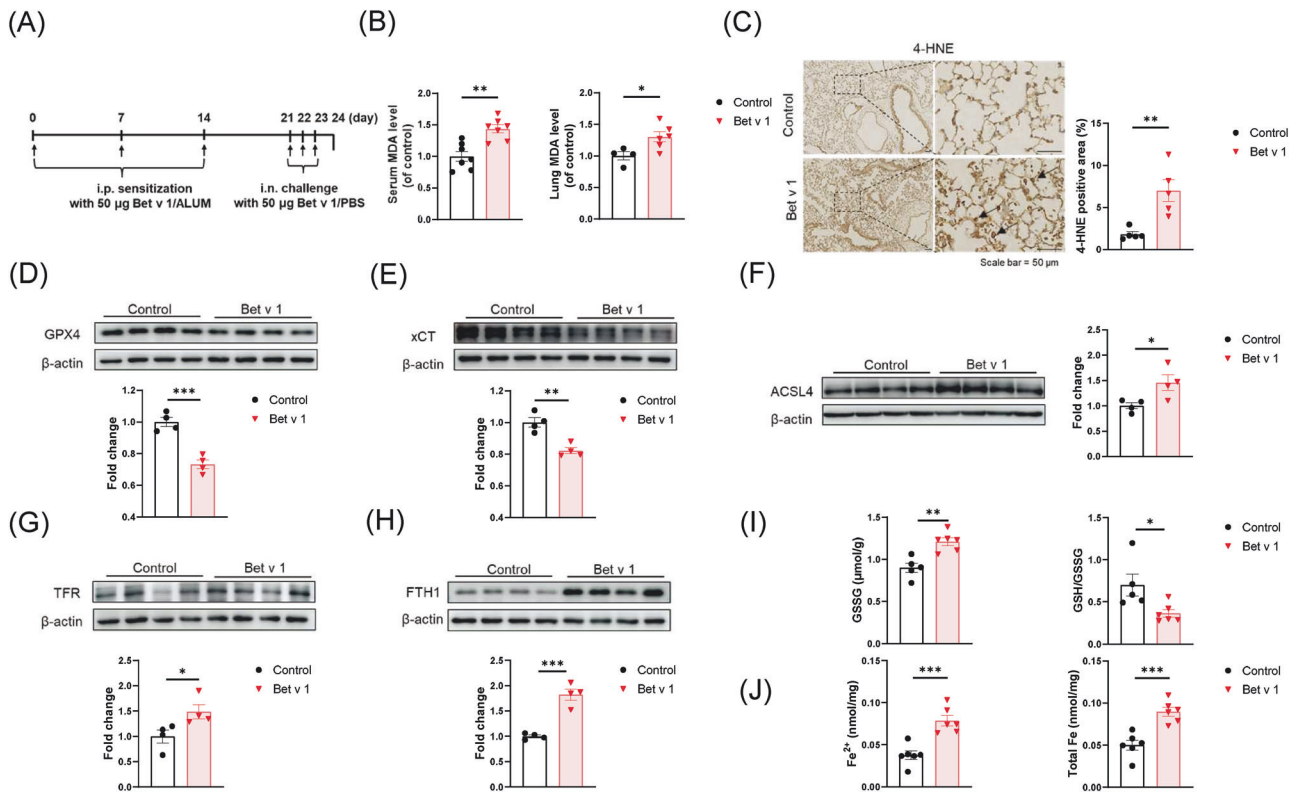 (A)
0 7 14 21 22 23 24 (day)
i.p. sensitization
with 50 μg Bet v 1/ALUM
i.n. challenge
with 50 μg Bet v 1/PBS
(B)
Serum MDA level
(of control)
2.0
1.5
1.0
0.5
0.0
**
Lung MDA level
(of control)
2.0
1.5
1.0
0.5
0.0
*
Control
Bet v 1
(C)
4-HNE
Control
Bet v 1
Scale bar = 50 μm
4-HNE positive area (%)
15
10
5
0
**
Control
Bet v 1
(D)
Control Bet v 1
GPX4
β-actin
Fold change
1.2
1.0
0.8
0.6
0.4
***
Control
Bet v 1
(E)
Control Bet v 1
xCT
β-actin
Fold change
1.2
1.0
0.8
0.6
0.4
**
Control
Bet v 1
(F)
Control Bet v 1
ACSL4
β-actin
Fold change
2.5
2.0
1.5
1.0
0.5
0.0
*
Control
Bet v 1
(G)
Control Bet v 1
TFR
β-actin
Fold change
2.5
2.0
1.5
1.0
0.5
0.0
*
Control
Bet v 1
(H)
Control Bet v 1
FTH1
β-actin
Fold change
2.5
2.0
1.5
1.0
0.5
0.0
***
Control
Bet v 1
(I)
GSSG (μmol/g)
1.5
1.0
0.5
0.0
**
GSH/GSSG
1.5
1.0
0.5
0.0
*
Control
Bet v 1
(J)
Fe2+ (nmol/mg)
0.15
0.10
0.05
0.00
***
Total Fe (nmol/mg)
0.15
0.10
0.05
0.00
***
Control
Bet v 1